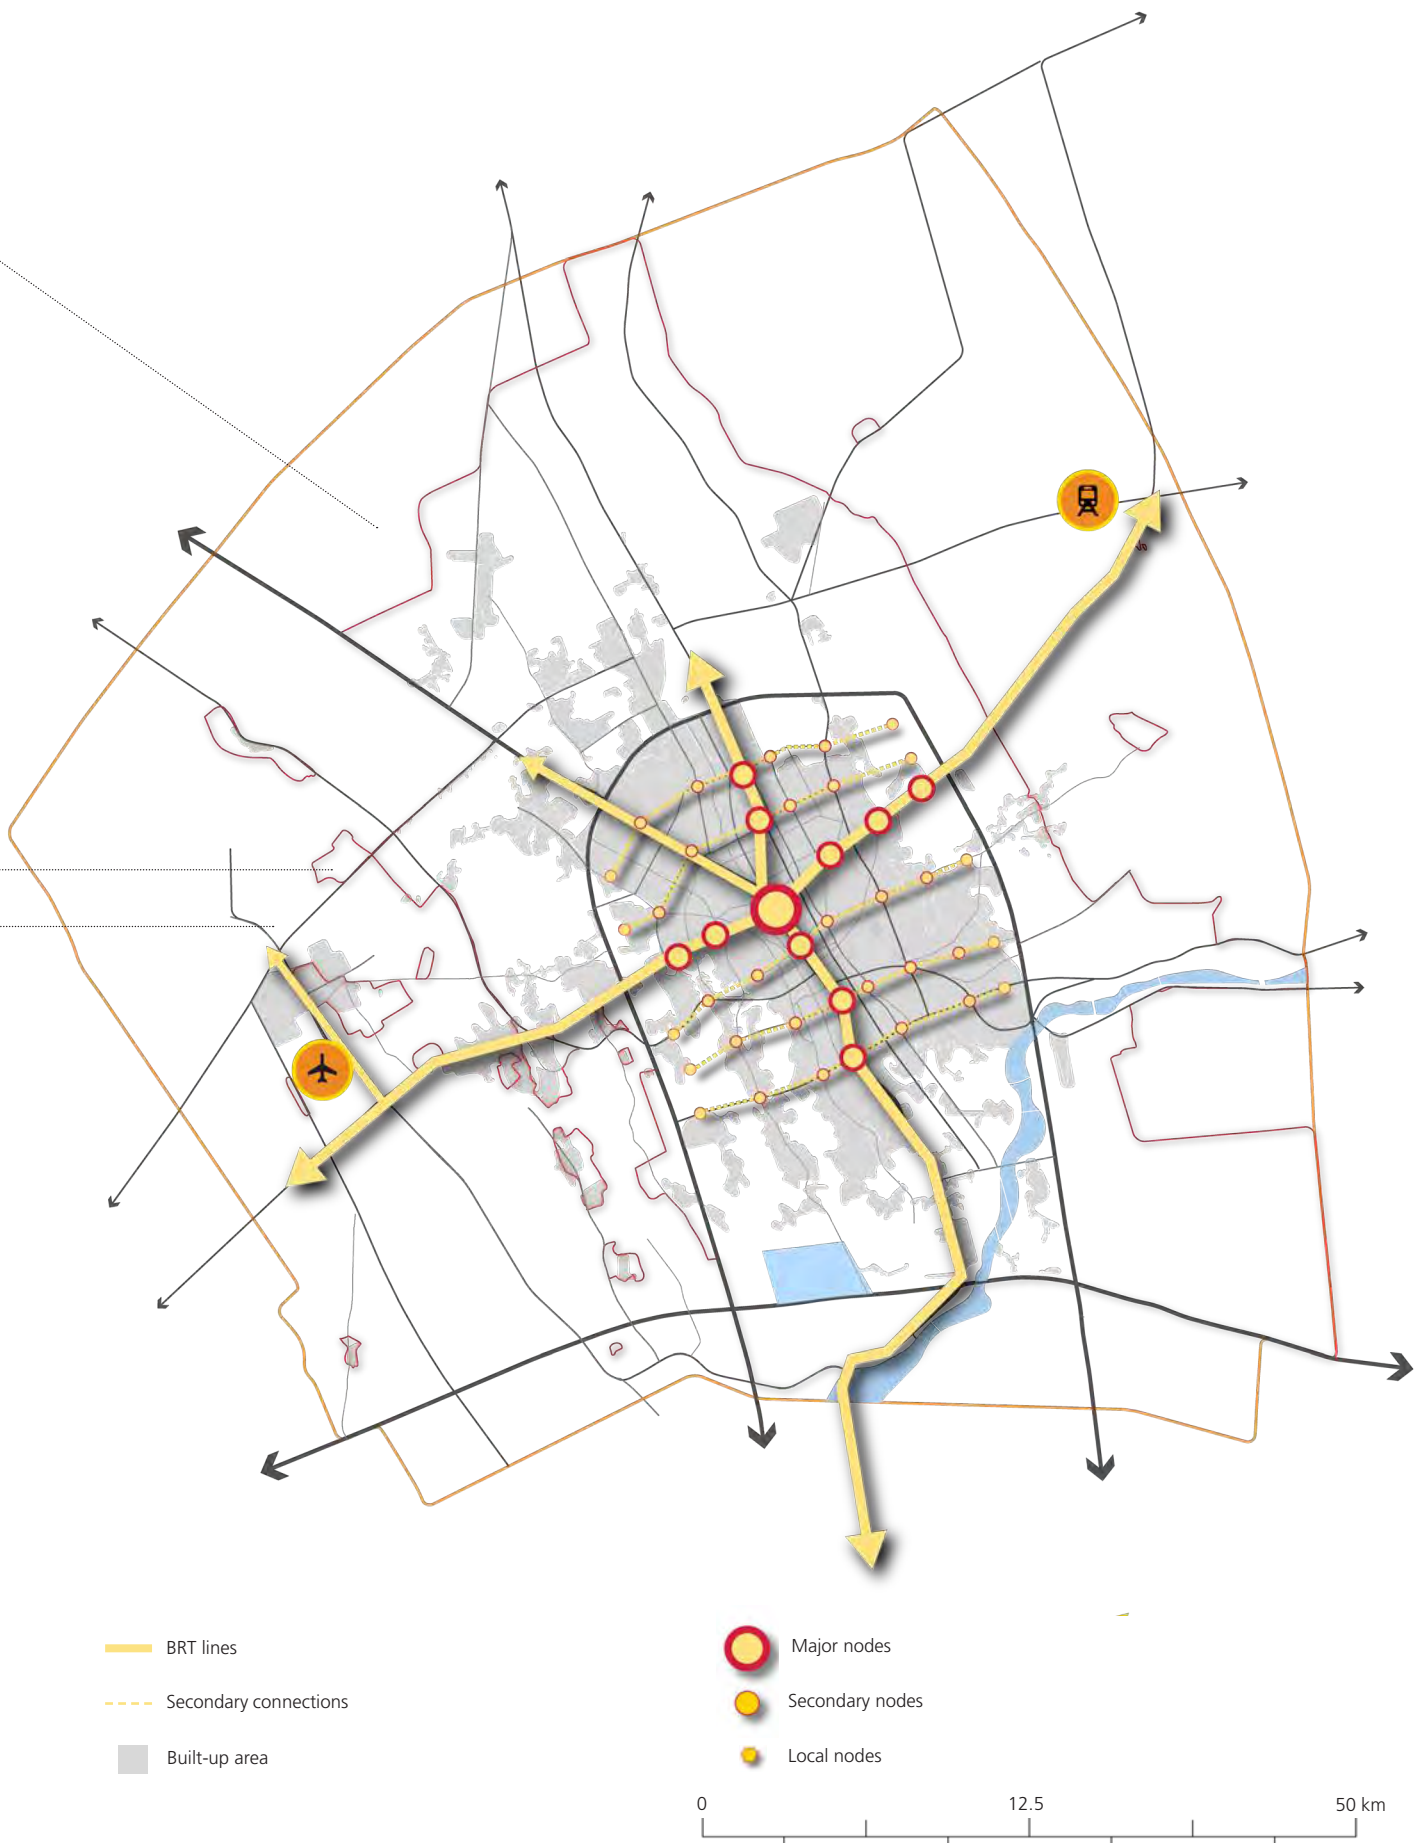 BRT lines
Major nodes
Secondary connections
Secondary nodes
Built-up area
Local nodes
0 12.5 50 km